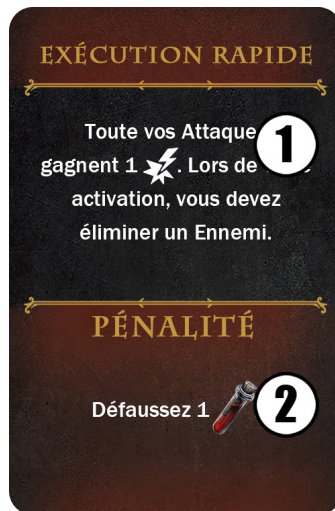 EXÉCUTION RAPIDE
Toute vos Attaque
gagnent 1 . Lors de
activation, vous devez
éliminer un Ennemi.
1
PÉNALITÉ
Défaussez 1
2